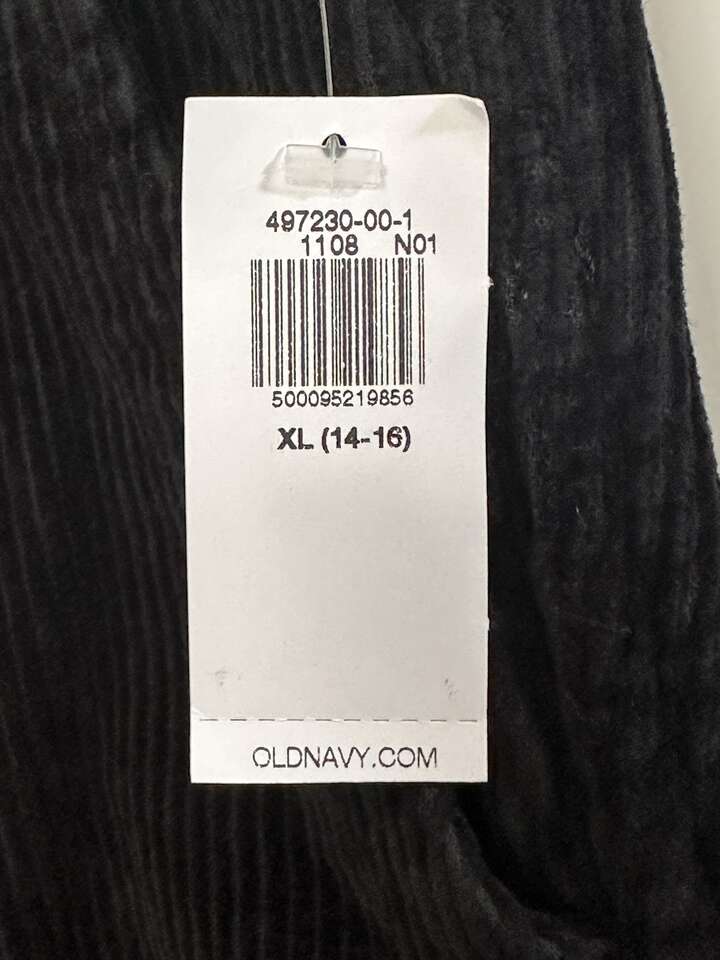 497230-00-1
1108 N01
500095219856
XL (14-16)
OLDNAVY.COM